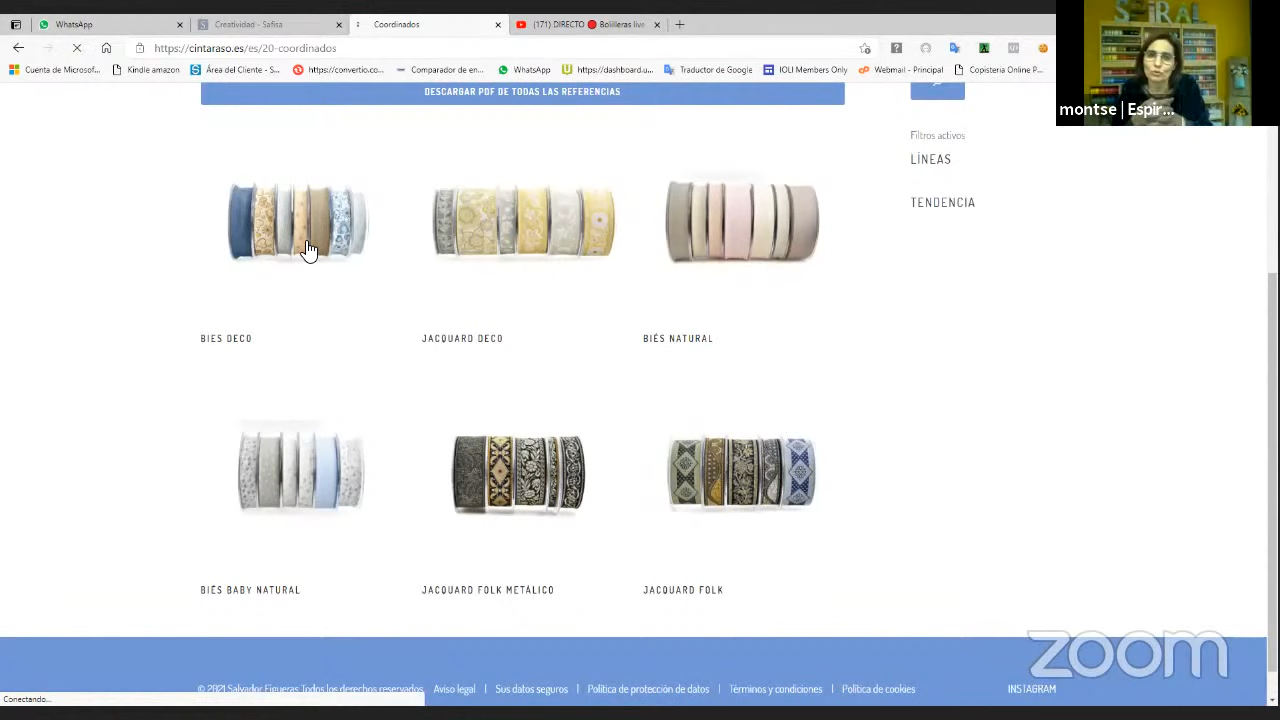 WhatsApp
Creatividad - Safisa
Coordinados
(171) DIRECTO 🔴 Bolilleras live
https://cintaraso.es/es/20-coordinados
Cuenta de Microsof...
Kindle amazon
Área del Cliente - S...
https://convertio.co...
Comparador de en...
WhatsApp
https://dashboard.u...
Traductor de Google
IOLI Members Only
Webmail - Princip...
Copisteria Online P...
montse | Espir...
DESCARGAR PDF DE TODAS LAS REFERENCIAS
Filtros activos
LÍNEAS
TENDENCIA
BIES DECO
JACQUARD DECO
BIÉS NATURAL
BIÉS BABY NATURAL
JACQUARD FOLK METÁLICO
JACQUARD FOLK
zoom
© 2021 Salvador Figueras Todos los derechos reservados
Aviso legal | Sus datos seguros | Política de protección de datos | Términos y condiciones | Política de cookies
INSTAGRAM
Conectando...